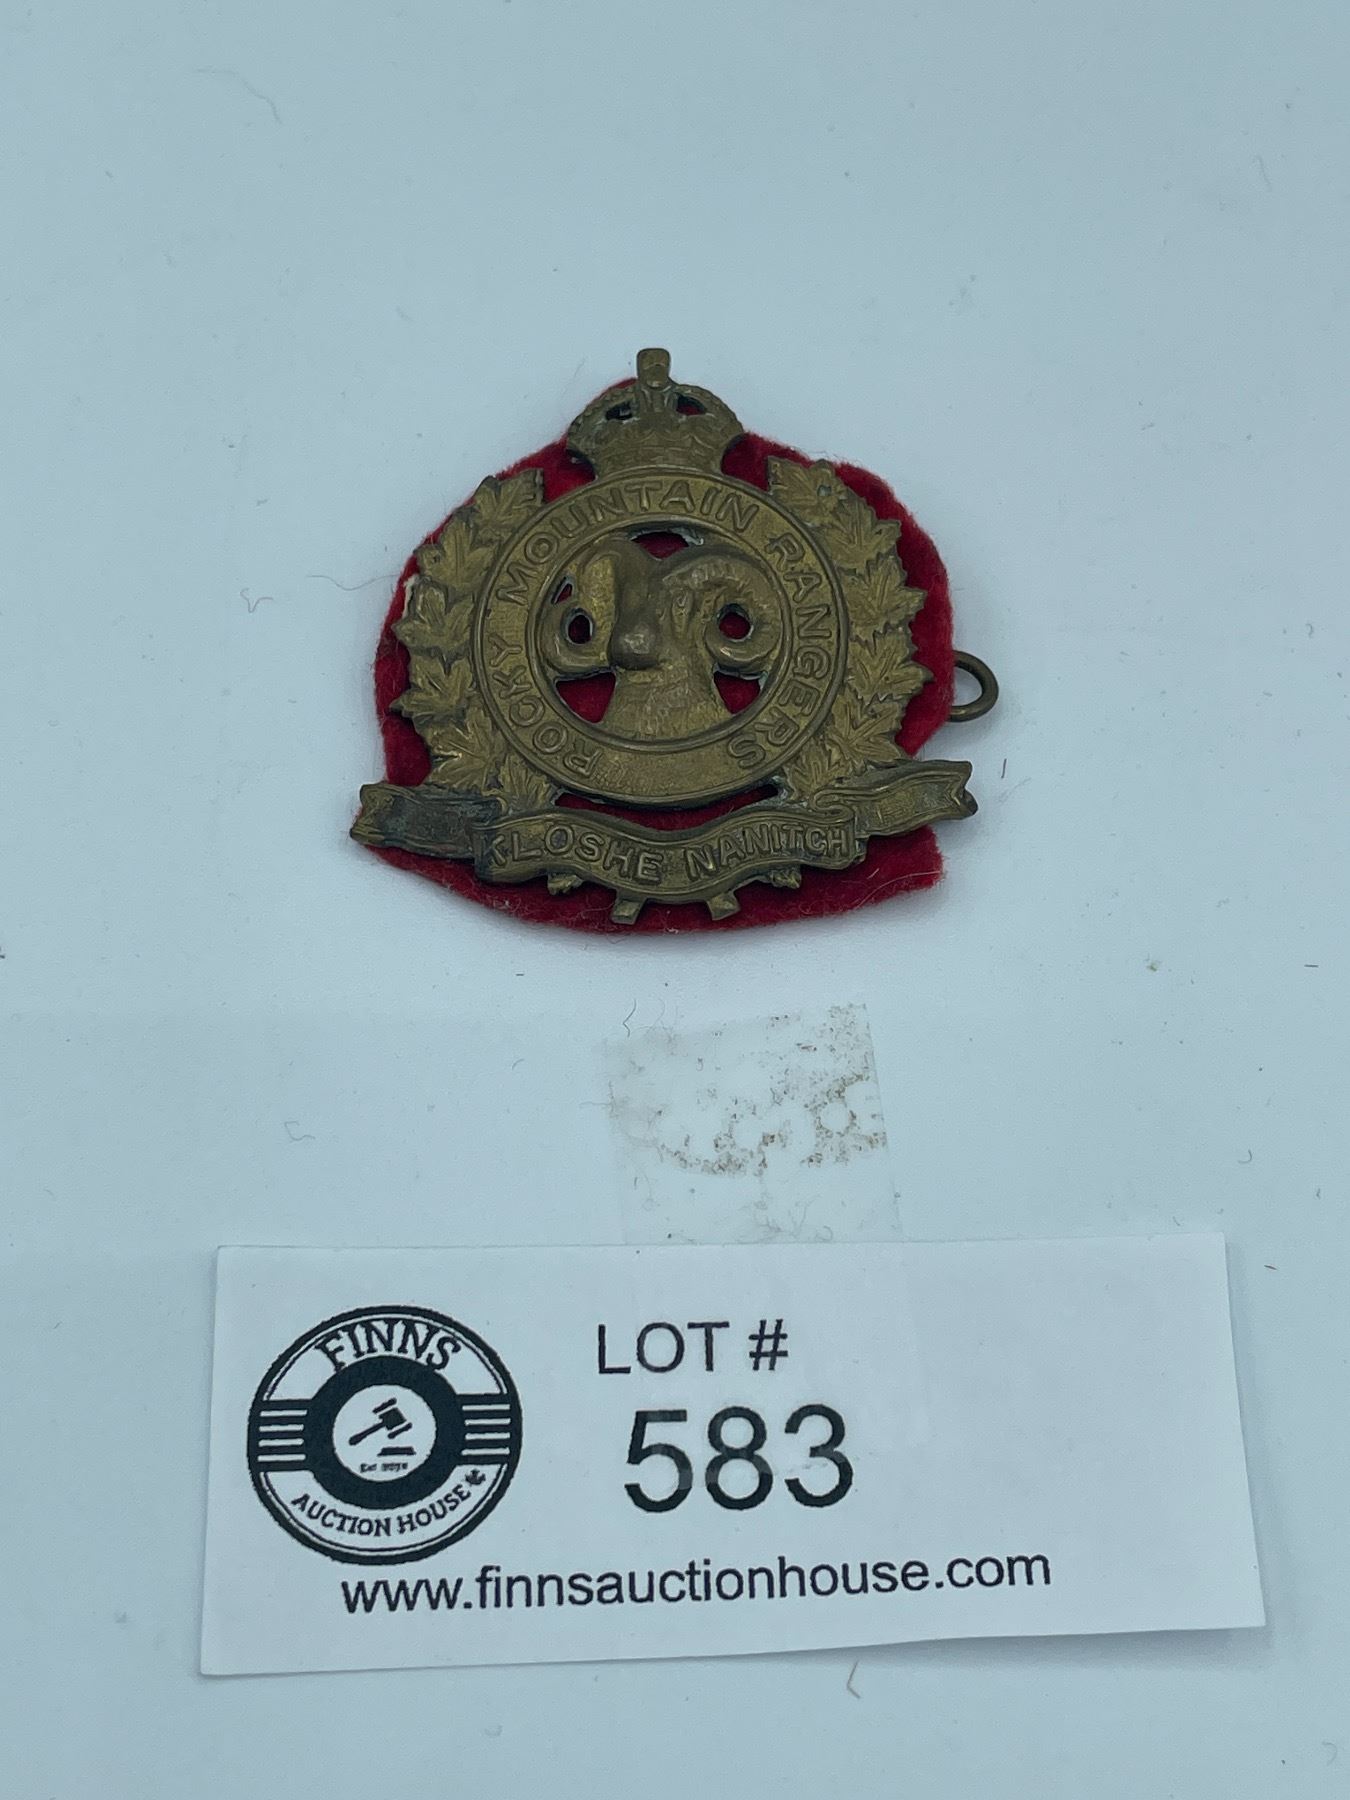 ROCKY MOUNTAIN RANGERS
KLOSHE NANITCH
FINNS
AUCTION HOUSE
LOT #
583
www.finnsauctionhouse.com